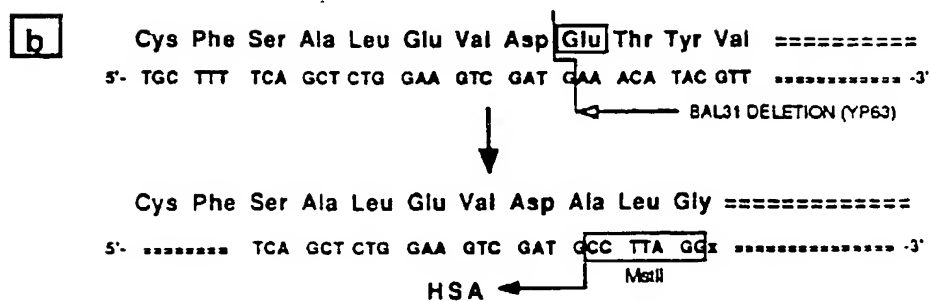 b
Cys Phe Ser Ala Leu Glu Val Asp Glu Thr Tyr Val ============
5'- TGC TTT TCA GCT CTG GAA GTC GAT GAA ACA TAC GTT ============ -3'
BAL31 DELETION (YP63)
Cys Phe Ser Ala Leu Glu Val Asp Ala Leu Gly =============
5'- ======== TCA GCT CTG GAA GTC GAT GCC TTA GGx =============== -3'
MstII
HSA